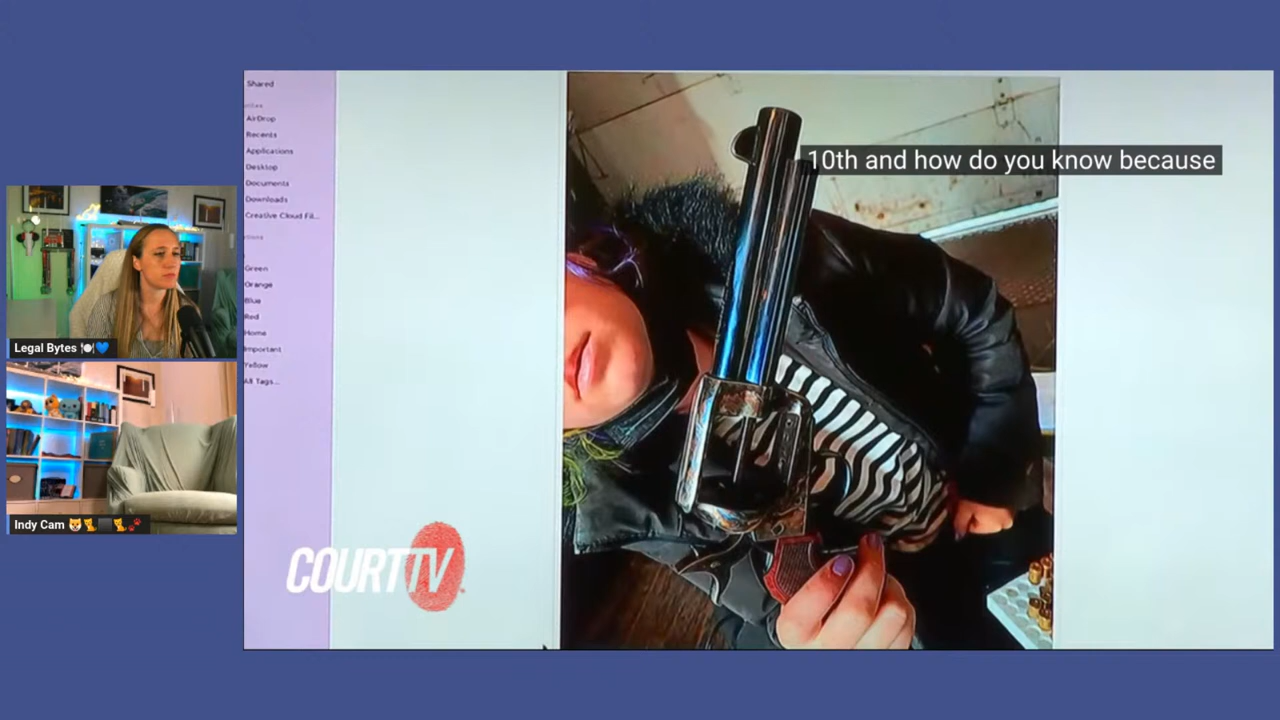 Shared
AirDrop
Recents
Applications
Desktop
Documents
Downloads
Creative Cloud Fil...
Green
Orange
Blue
Red
Home
Important
Yellow
All Tags...
10th and how do you know because
Legal Bytes 🍽💙
Indy Cam
COURT TV